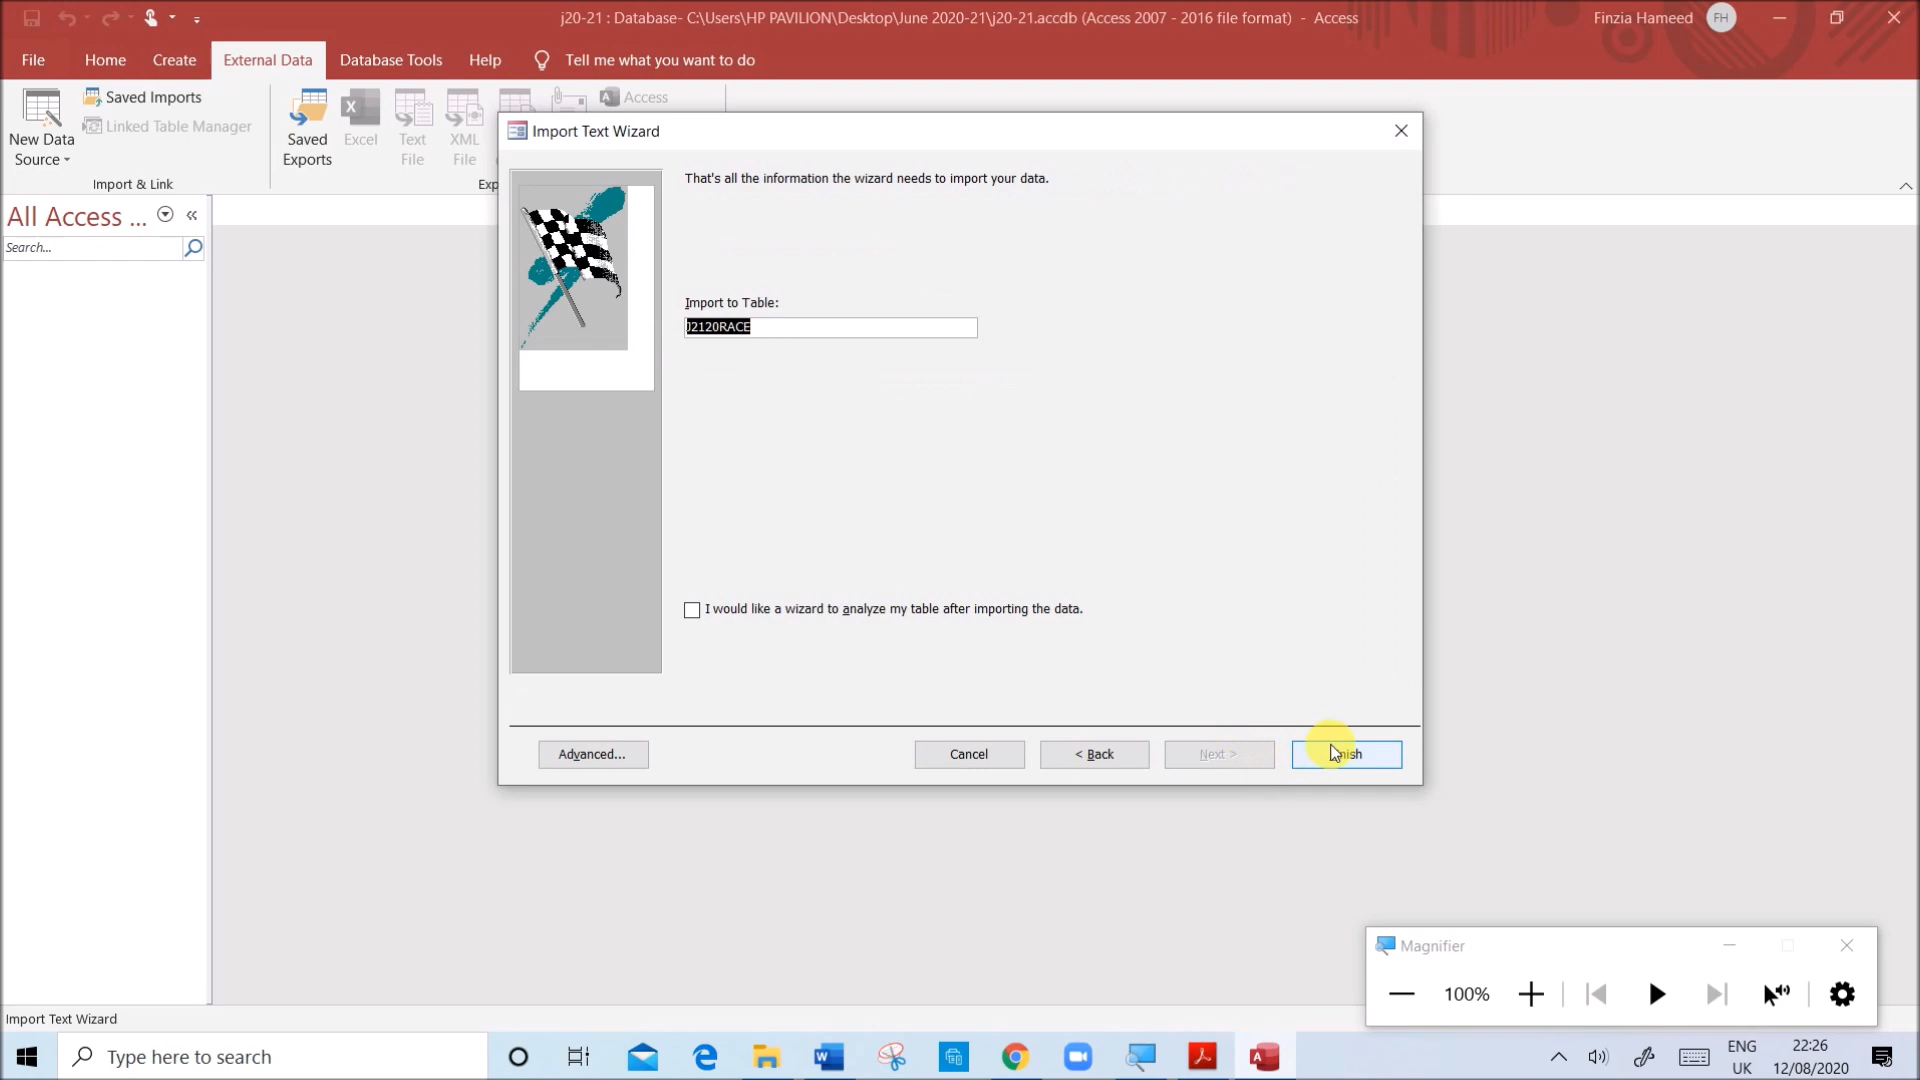 j20-21 : Database- C:\Users\HP PAVILION\Desktop\June 2020-21\j20-21.accdb (Access 2007 - 2016 file format) - Access
Finzia Hameed
FH
File
Home
Create
External Data
Database Tools
Help
Tell me what you want to do
New Data Source
Saved Imports
Linked Table Manager
Import & Link
Saved Exports
Excel
Text File
XML File
Access
Exp
All Access ...
Search...
Import Text Wizard
That's all the information the wizard needs to import your data.
Import to Table:
J2120RACE
I would like a wizard to analyze my table after importing the data.
Advanced...
Cancel
< Back
Next >
Magnifier
100%
Import Text Wizard
Type here to search
ENG
UK
22:26
12/08/2020